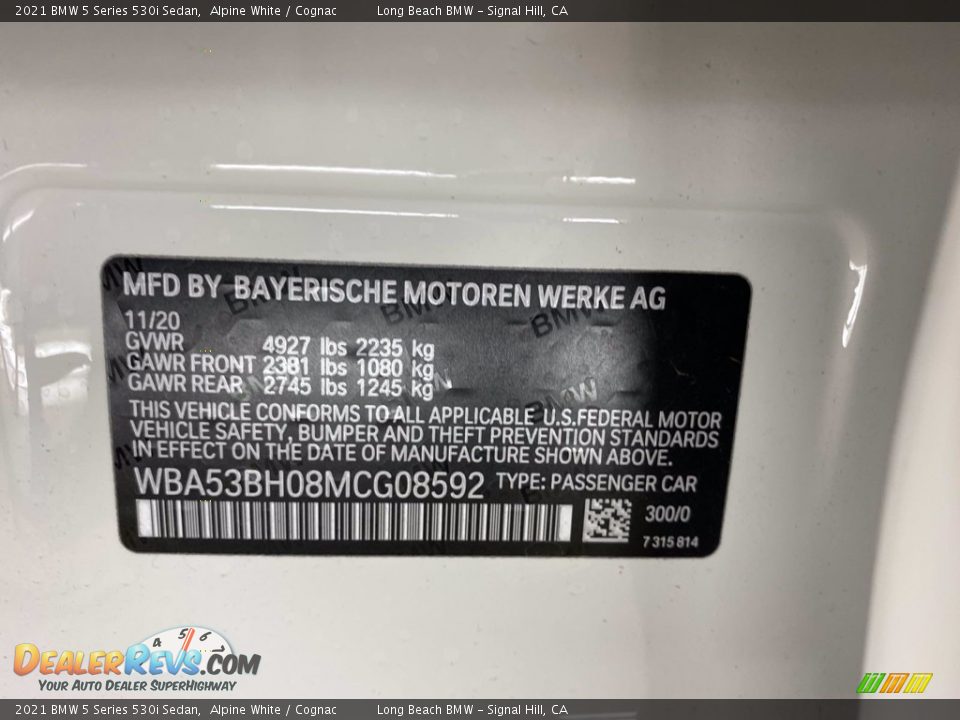 2021 BMW 5 Series 530i Sedan, Alpine White / Cognac Long Beach BMW - Signal Hill, CA
MFD BY BAYERISCHE MOTOREN WERKE AG
11/20
GVWR 4927 lbs 2235 kg
GAWR FRONT 2381 lbs 1080 kg
GAWR REAR 2745 lbs 1245 kg
THIS VEHICLE CONFORMS TO ALL APPLICABLE U.S.FEDERAL MOTOR
VEHICLE SAFETY, BUMPER AND THEFT PREVENTION STANDARDS
IN EFFECT ON THE DATE OF MANUFACTURE SHOWN ABOVE.
WBA53BH08MCG08592 TYPE: PASSENGER CAR
300/0
7 315 814
4 5 6
DEALERREVS.COM
YOUR AUTO DEALER SUPERHIGHWAY
2021 BMW 5 Series 530i Sedan, Alpine White / Cognac Long Beach BMW - Signal Hill, CA